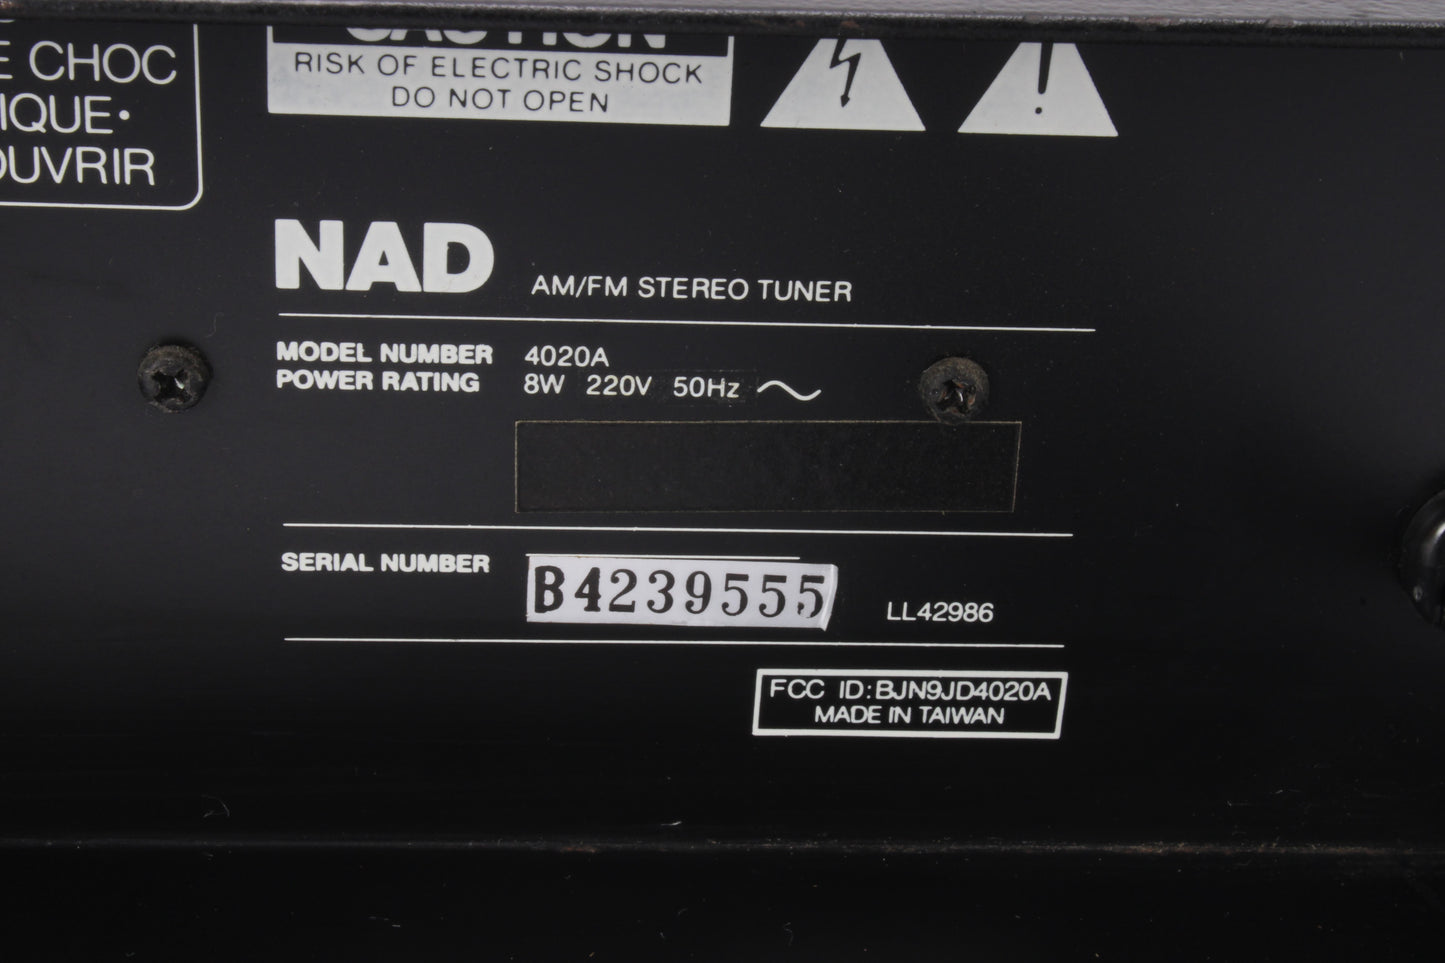 E CHOC
IQUE·
OUVRIR
CAUTION
RISK OF ELECTRIC SHOCK
DO NOT OPEN
NAD AM/FM STEREO TUNER
MODEL NUMBER 4020A
POWER RATING 8W 220V 50Hz
SERIAL NUMBER B4239555 LL42986
FCC ID:BJN9JD4020A
MADE IN TAIWAN